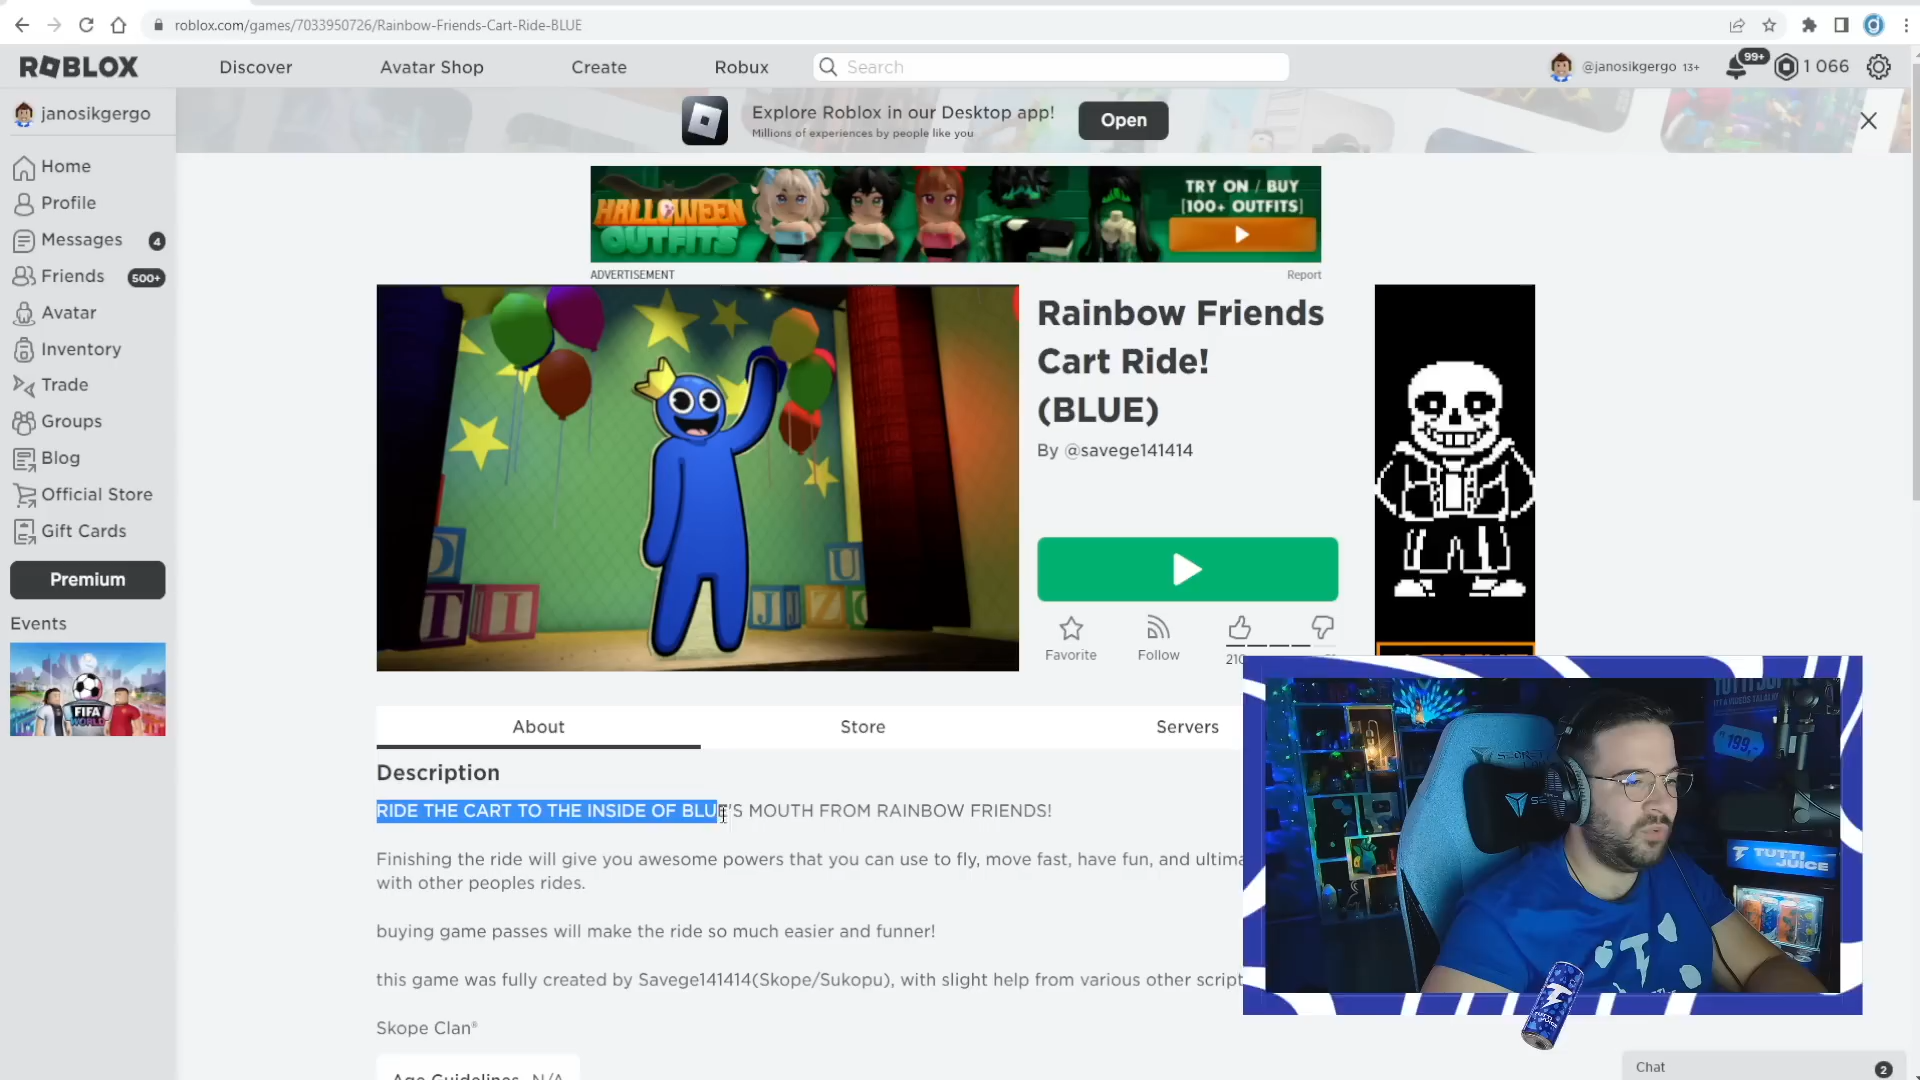 roblox.com/games/7033950726/Rainbow-Friends-Cart-Ride-BLUE
ROBLOX
Discover
Avatar Shop
Create
Robux
Search
@janosikgergo 13+
99+
1 066
janosikgergo
Explore Roblox in our Desktop app!
Millions of experiences by people like you
Open
Home
Profile
Messages 4
Friends 500+
Avatar
Inventory
Trade
Groups
Blog
Official Store
Gift Cards
Premium
Events
FIFA
WORLD
HALLOWEEN
OUTFITS
TRY ON / BUY
[100+ OUTFITS]
ADVERTISEMENT
Report
Rainbow Friends
Cart Ride!
(BLUE)
By @savege141414
Favorite
Follow
About
Store
Servers
Description
RIDE THE CART TO THE INSIDE OF BLUE'S MOUTH FROM RAINBOW FRIENDS!
Finishing the ride will give you awesome powers that you can use to fly, move fast, have fun, and ultima
with other peoples rides.
buying game passes will make the ride so much easier and funner!
this game was fully created by Savege141414(Skope/Sukopu), with slight help from various other script
Skope Clan®
Age Guidelines N/A
TUTTI
JUICE
199,-
Chat
2